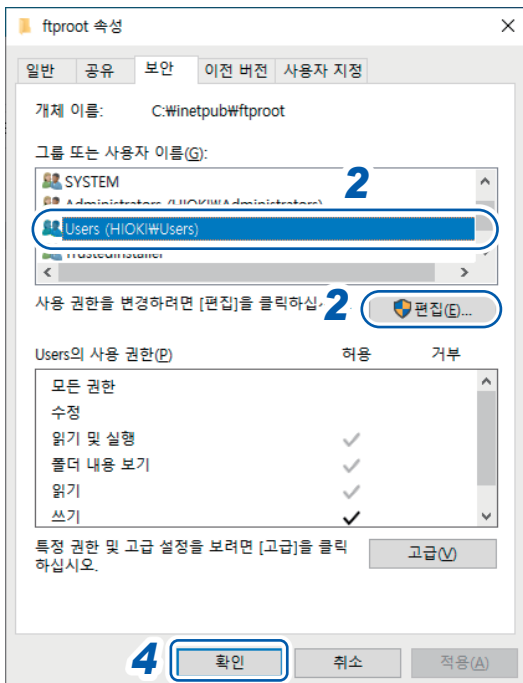 ftproot 속성
일반 공유 보안 이전 버전 사용자 지정
개체 이름: C:₩inetpub₩ftproot
그룹 또는 사용자 이름(G):
2
SYSTEM
Administrators (HIOKI₩Administrators)
Users (HIOKI₩Users)
TrustedInstaller
사용 권한을 변경하려면 [편집]을 클릭하십시 2 편집(E)...
Users의 사용 권한(P) 허용 거부
모든 권한
수정
읽기 및 실행
폴더 내용 보기
읽기
쓰기
특정 권한 및 고급 설정을 보려면 [고급]을 클릭
하십시오. 고급(V)
4 확인 취소 적용(A)